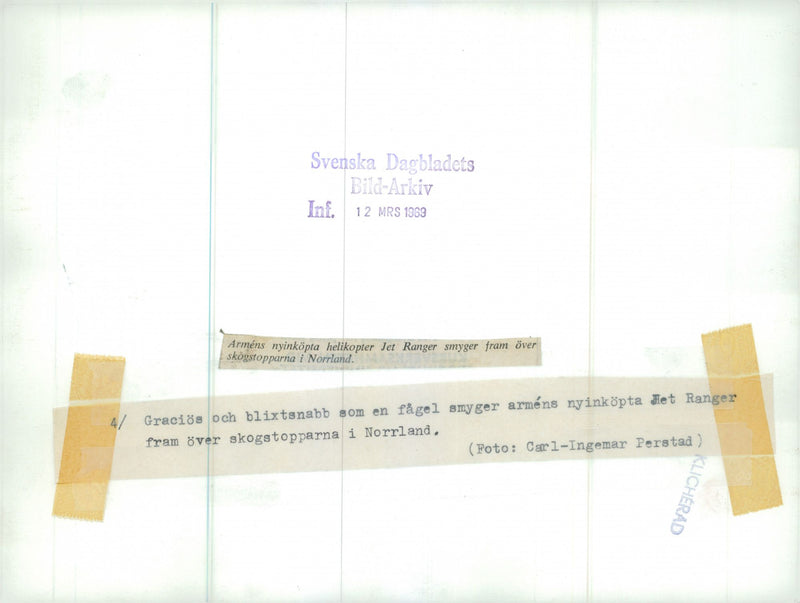 Svenska Dagbladets
Bild-Arkiv
Inf. 12 MRS 1969
Arméns nyinköpta helikopter Jet Ranger smyger fram över
skogstopparna i Norrland.
4/ Graciös och blixtsnabb som en fågel smyger arméns nyinköpta Jet Ranger
fram över skogstopparna i Norrland.
(Foto: Carl-Ingemar Perstad)
KLICHERAD